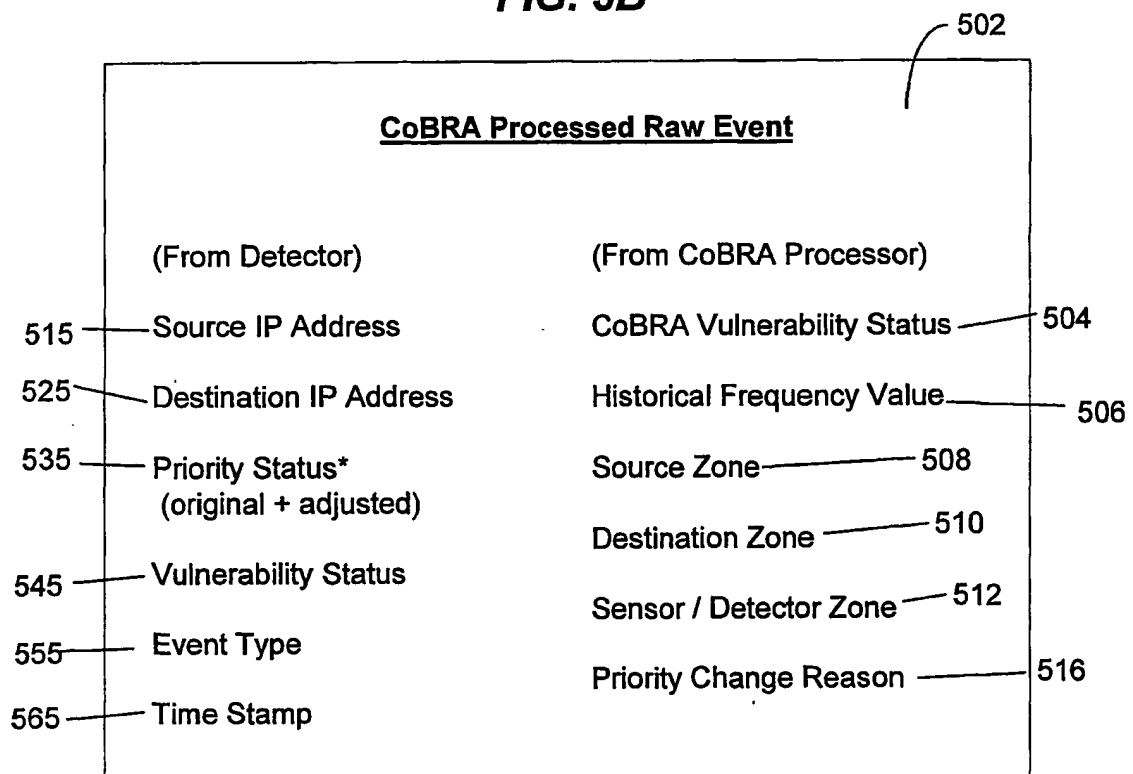 502
CoBRA Processed Raw Event
(From Detector)
(From CoBRA Processor)
515
Source IP Address
CoBRA Vulnerability Status
504
525
Destination IP Address
Historical Frequency Value
506
535
Priority Status*
(original + adjusted)
Source Zone
508
Destination Zone
510
545
Vulnerability Status
Sensor / Detector Zone
512
555
Event Type
Priority Change Reason
516
565
Time Stamp